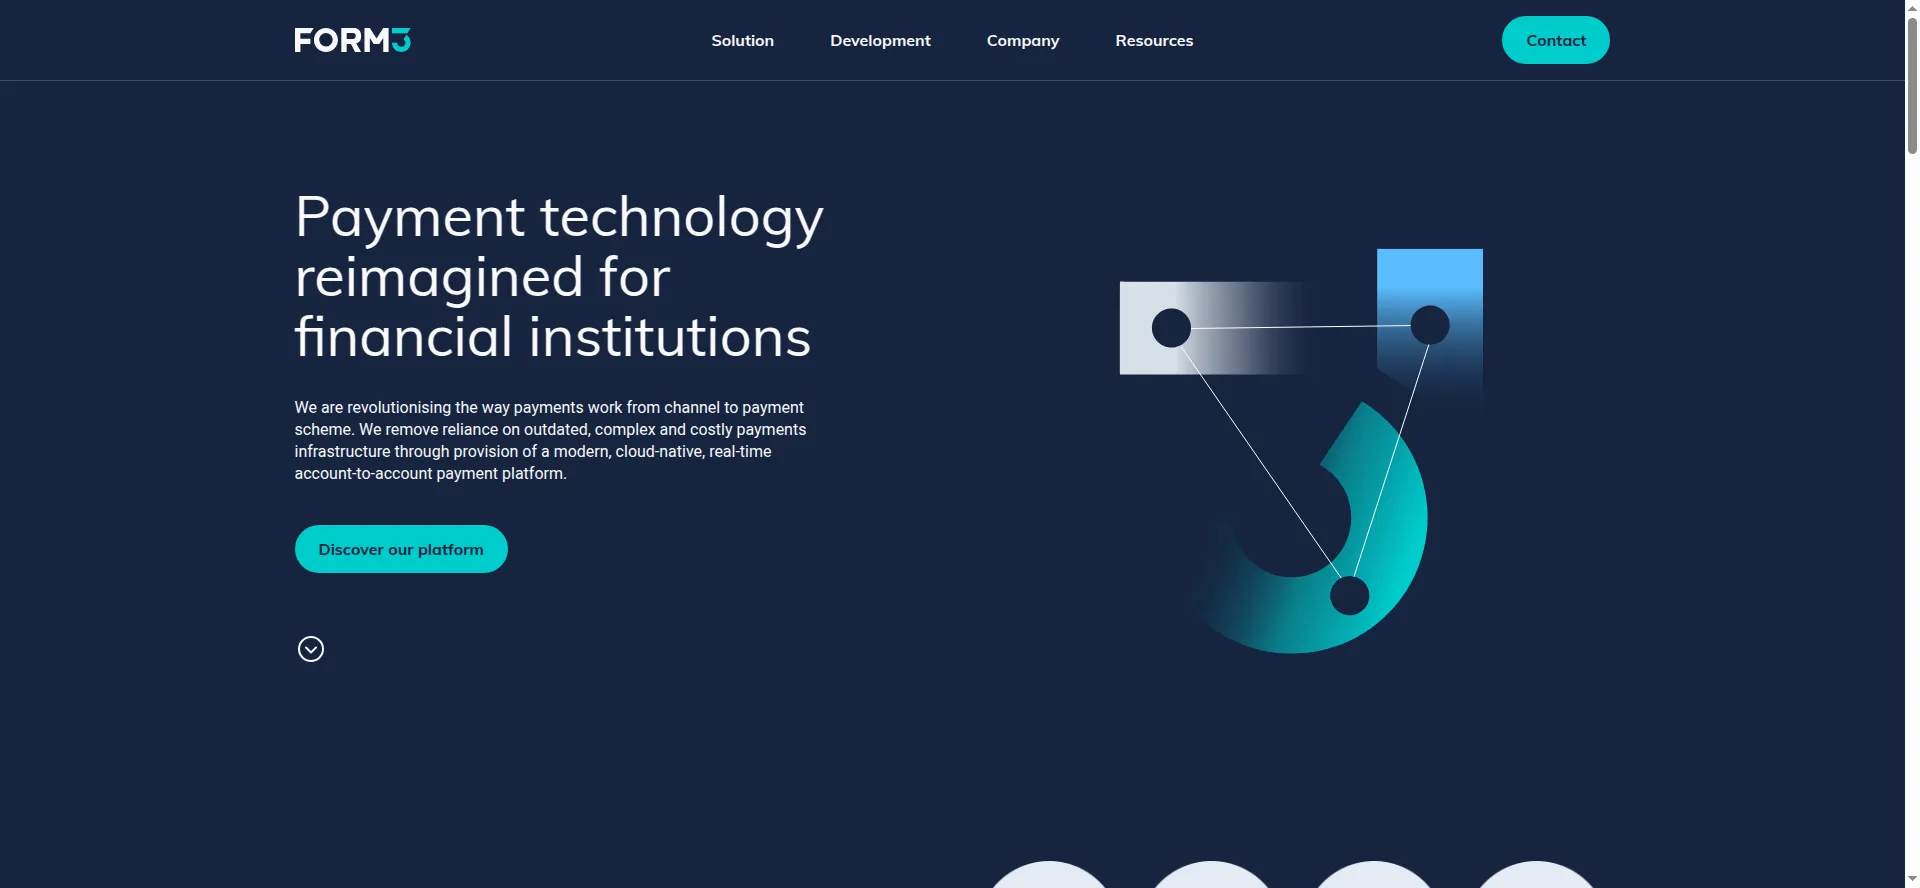 FORM3
Solution
Development
Company
Resources
Contact
Payment technology
reimagined for
financial institutions
We are revolutionising the way payments work from channel to payment
scheme. We remove reliance on outdated, complex and costly payments
infrastructure through provision of a modern, cloud-native, real-time
account-to-account payment platform.
Discover our platform